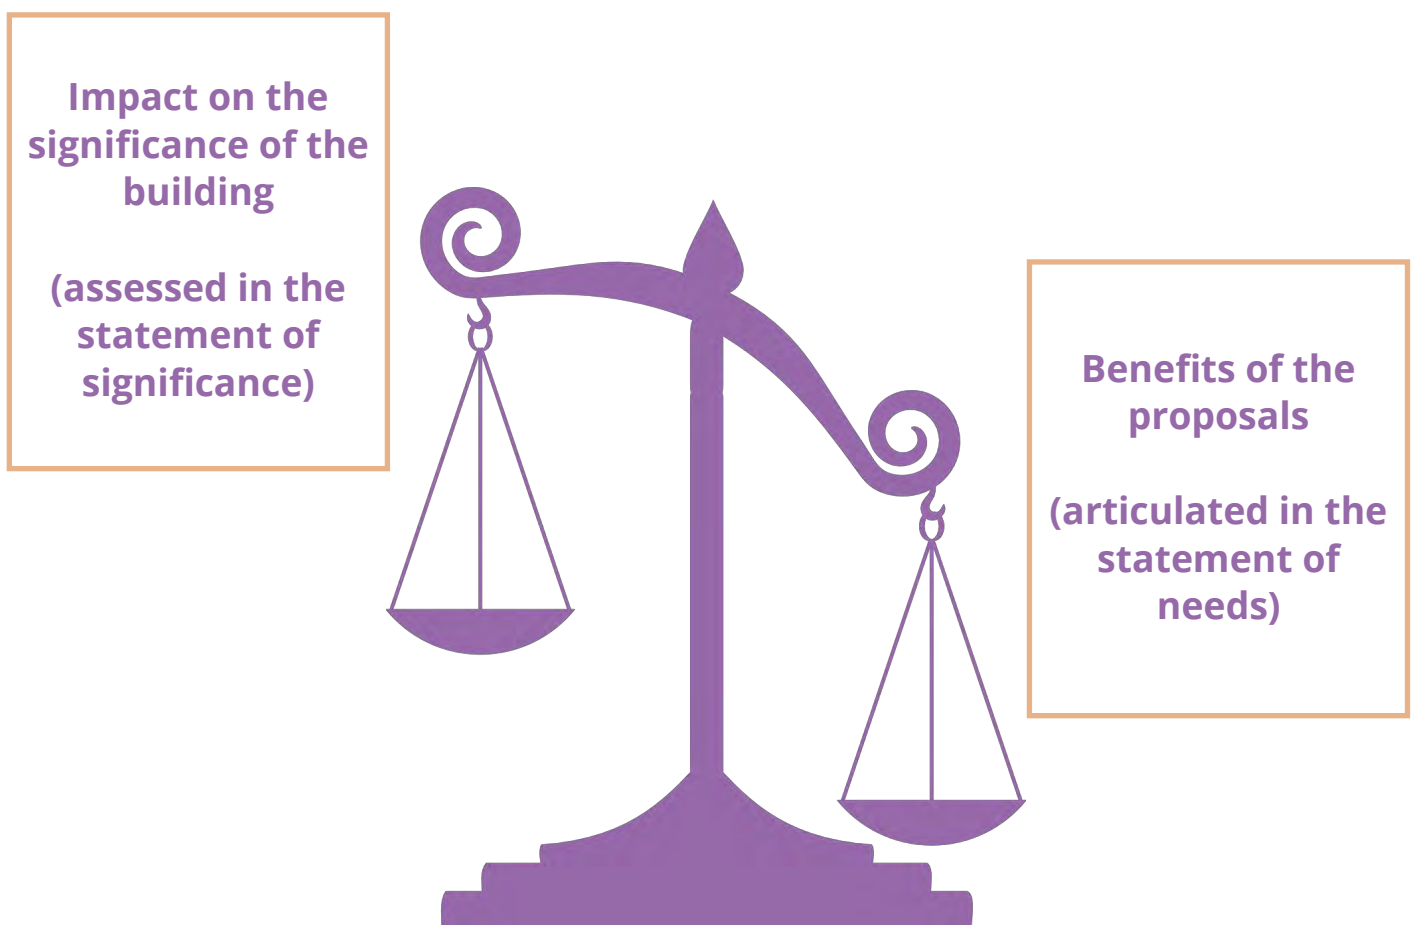 Impact on the
significance of the
building
(assessed in the
statement of
significance)
Benefits of the
proposals
(articulated in the
statement of
needs)